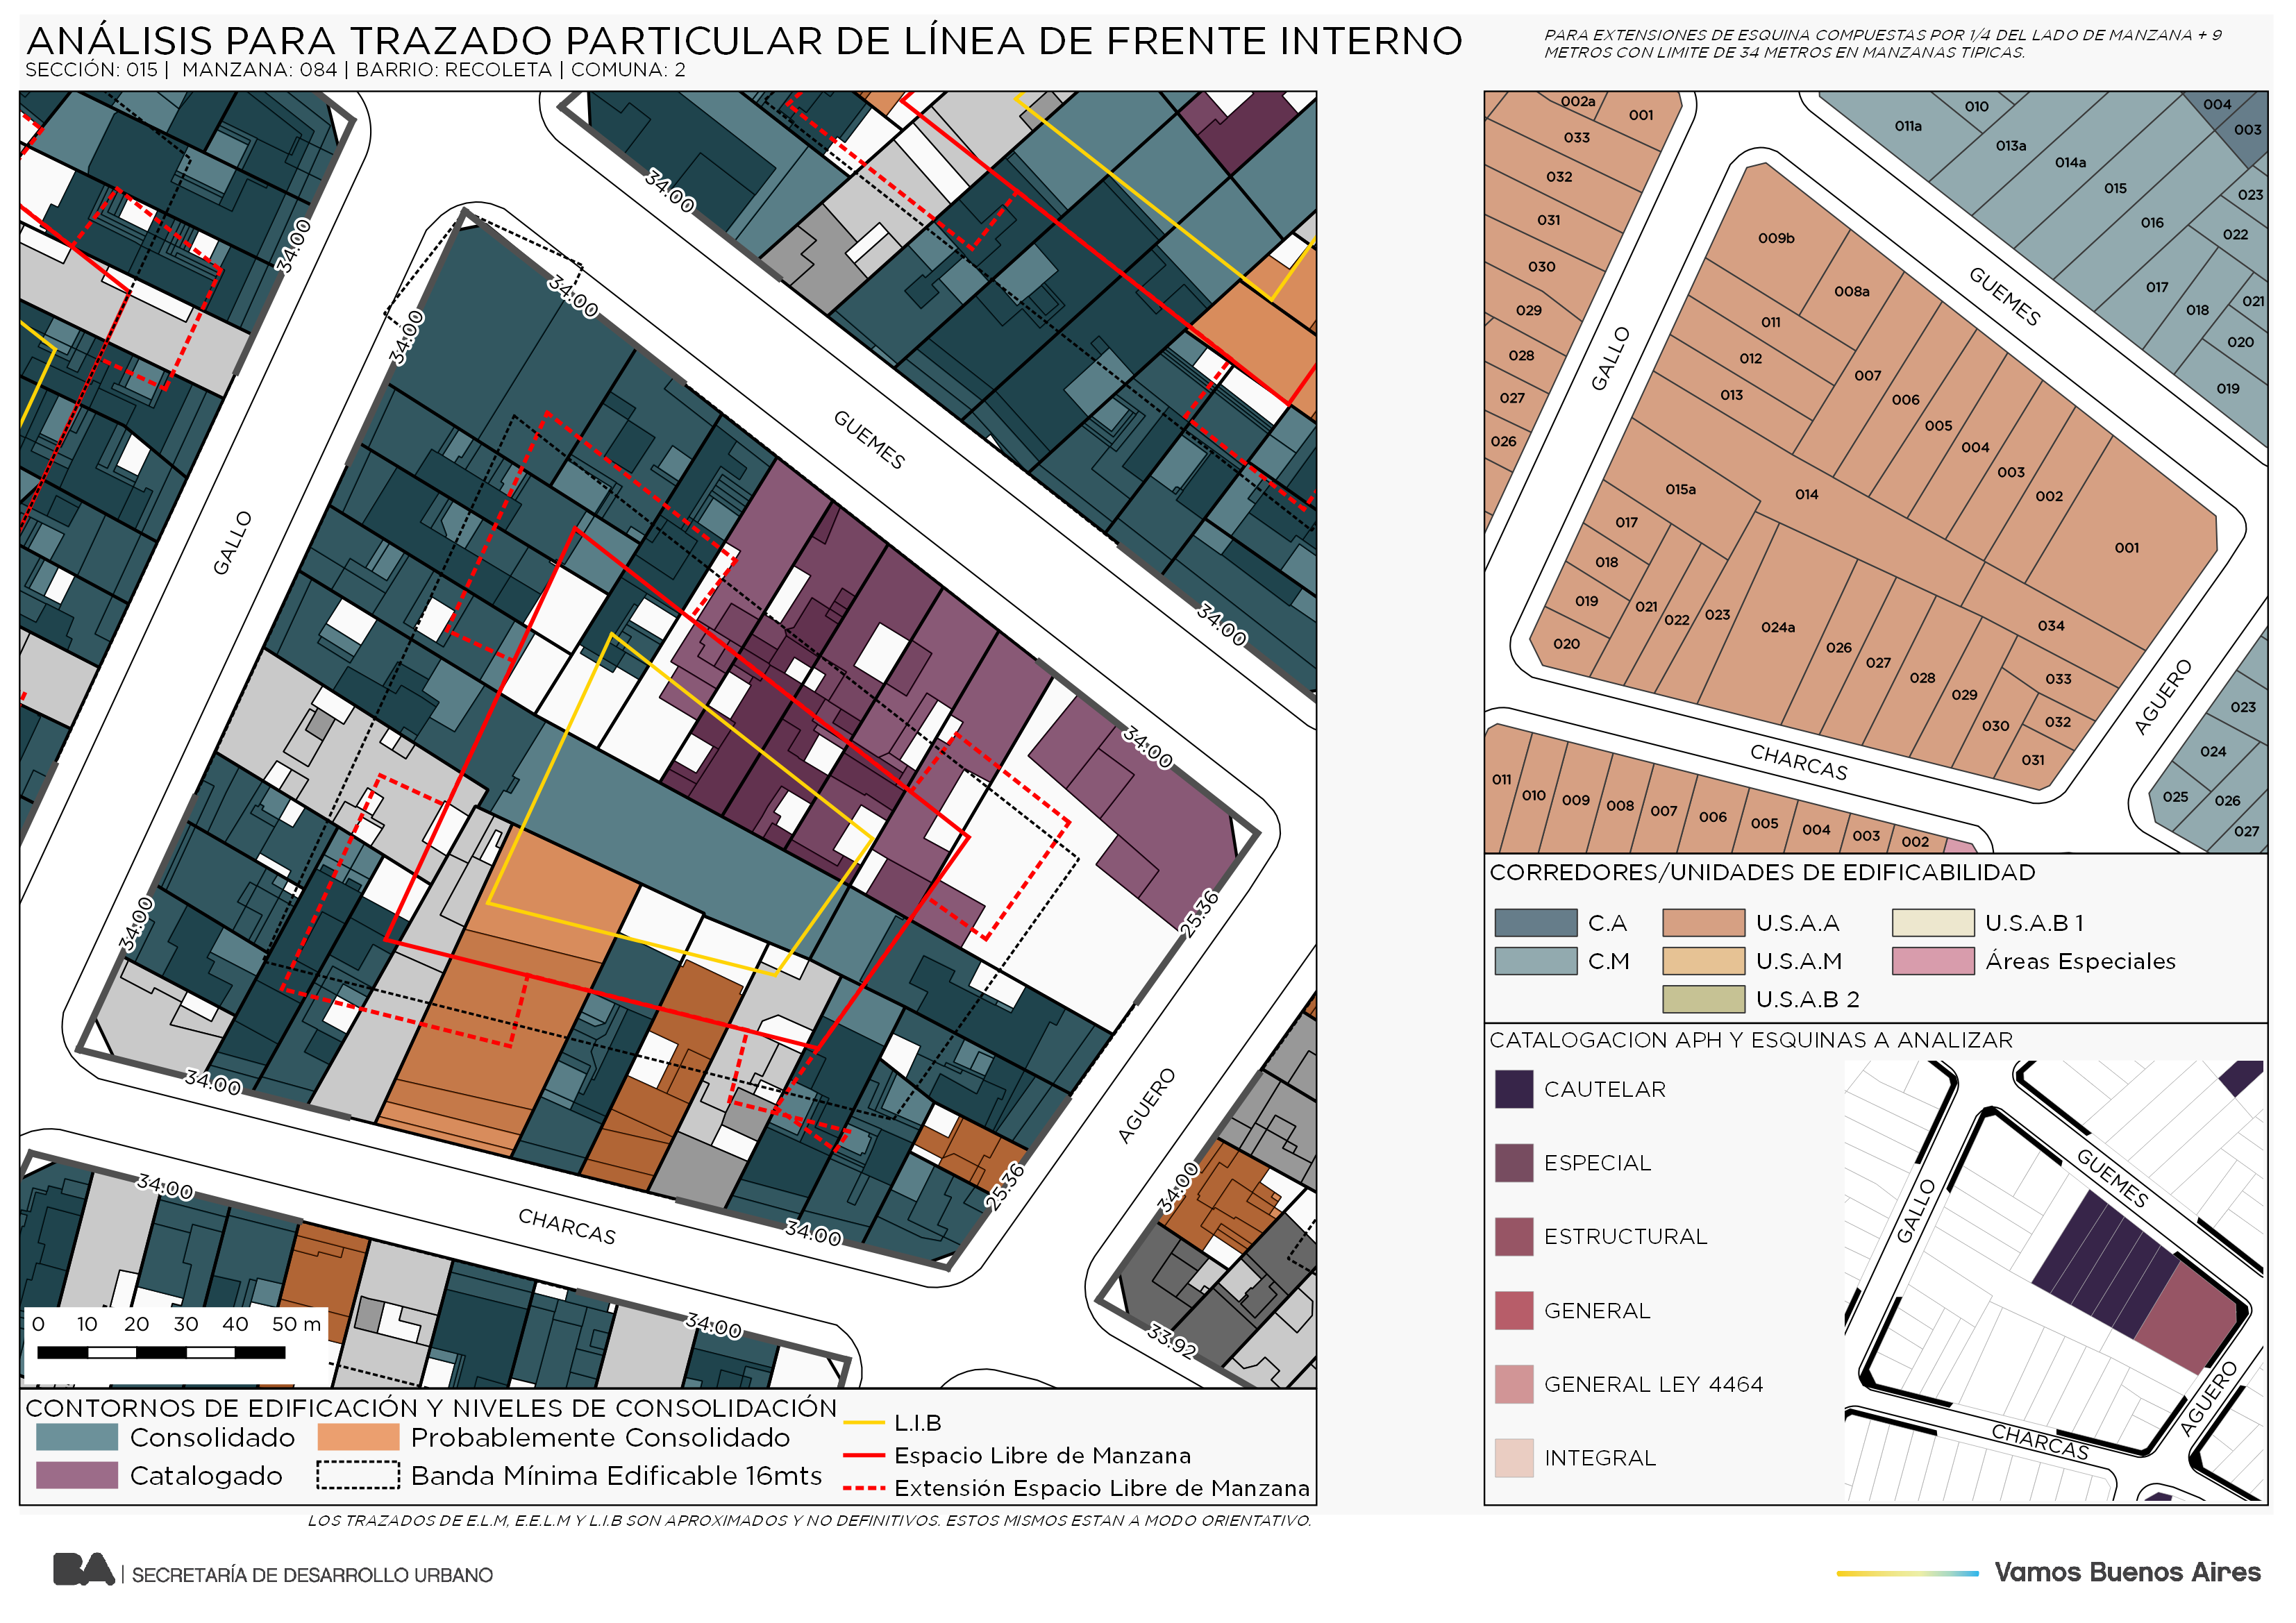 ANÁLISIS PARA TRAZADO PARTICULAR DE LÍNEA DE FRENTE INTERNO
SECCIÓN: 015 | MANZANA: 084 | BARRIO: RECOLETA | COMUNA: 2
PARA EXTENSIONES DE ESQUINA COMPUESTAS POR 1/4 DEL LADO DE MANZANA + 9
METROS CON LIMITE DE 34 METROS EN MANZANAS TIPICAS.
34.00
34.00
34.00
34.00
GUEMES
GALLO
34.00
34.00
25.36
34.00
34.00
AGUERO
25.36
34.00
34.00
CHARCAS
34.00
34.00
33.92
0 10 20 30 40 50 m
CONTORNOS DE EDIFICACIÓN Y NIVELES DE CONSOLIDACIÓN
Consolidado
Probablemente Consolidado
Catalogado
Banda Mínima Edificable 16mts
L.I.B
Espacio Libre de Manzana
Extensión Espacio Libre de Manzana
002a
001
033
032
031
030
029
028
027
026
010
011a
013a
014a
015
016
017
018
004
003
023
022
021
020
019
GUEMES
GALLO
009b
008a
011
012
013
007
006
005
004
003
002
001
014
015a
017
018
019
020
021
022
023
024a
026
027
028
029
030
031
032
033
034
AGUERO
CHARCAS
023
024
025
026
027
011
010
009
008
007
006
005
004
003
002
CORREDORES/UNIDADES DE EDIFICABILIDAD
C.A
U.S.A.A
U.S.A.B 1
C.M
U.S.A.M
Áreas Especiales
U.S.A.B 2
CATALOGACION APH Y ESQUINAS A ANALIZAR
CAUTELAR
ESPECIAL
ESTRUCTURAL
GENERAL
GENERAL LEY 4464
INTEGRAL
GUEMES
GALLO
AGUERO
CHARCAS
LOS TRAZADOS DE E.L.M, E.E.L.M Y L.I.B SON APROXIMADOS Y NO DEFINITIVOS. ESTOS MISMOS ESTAN A MODO ORIENTATIVO.
BA | SECRETARÍA DE DESARROLLO URBANO
Vamos Buenos Aires